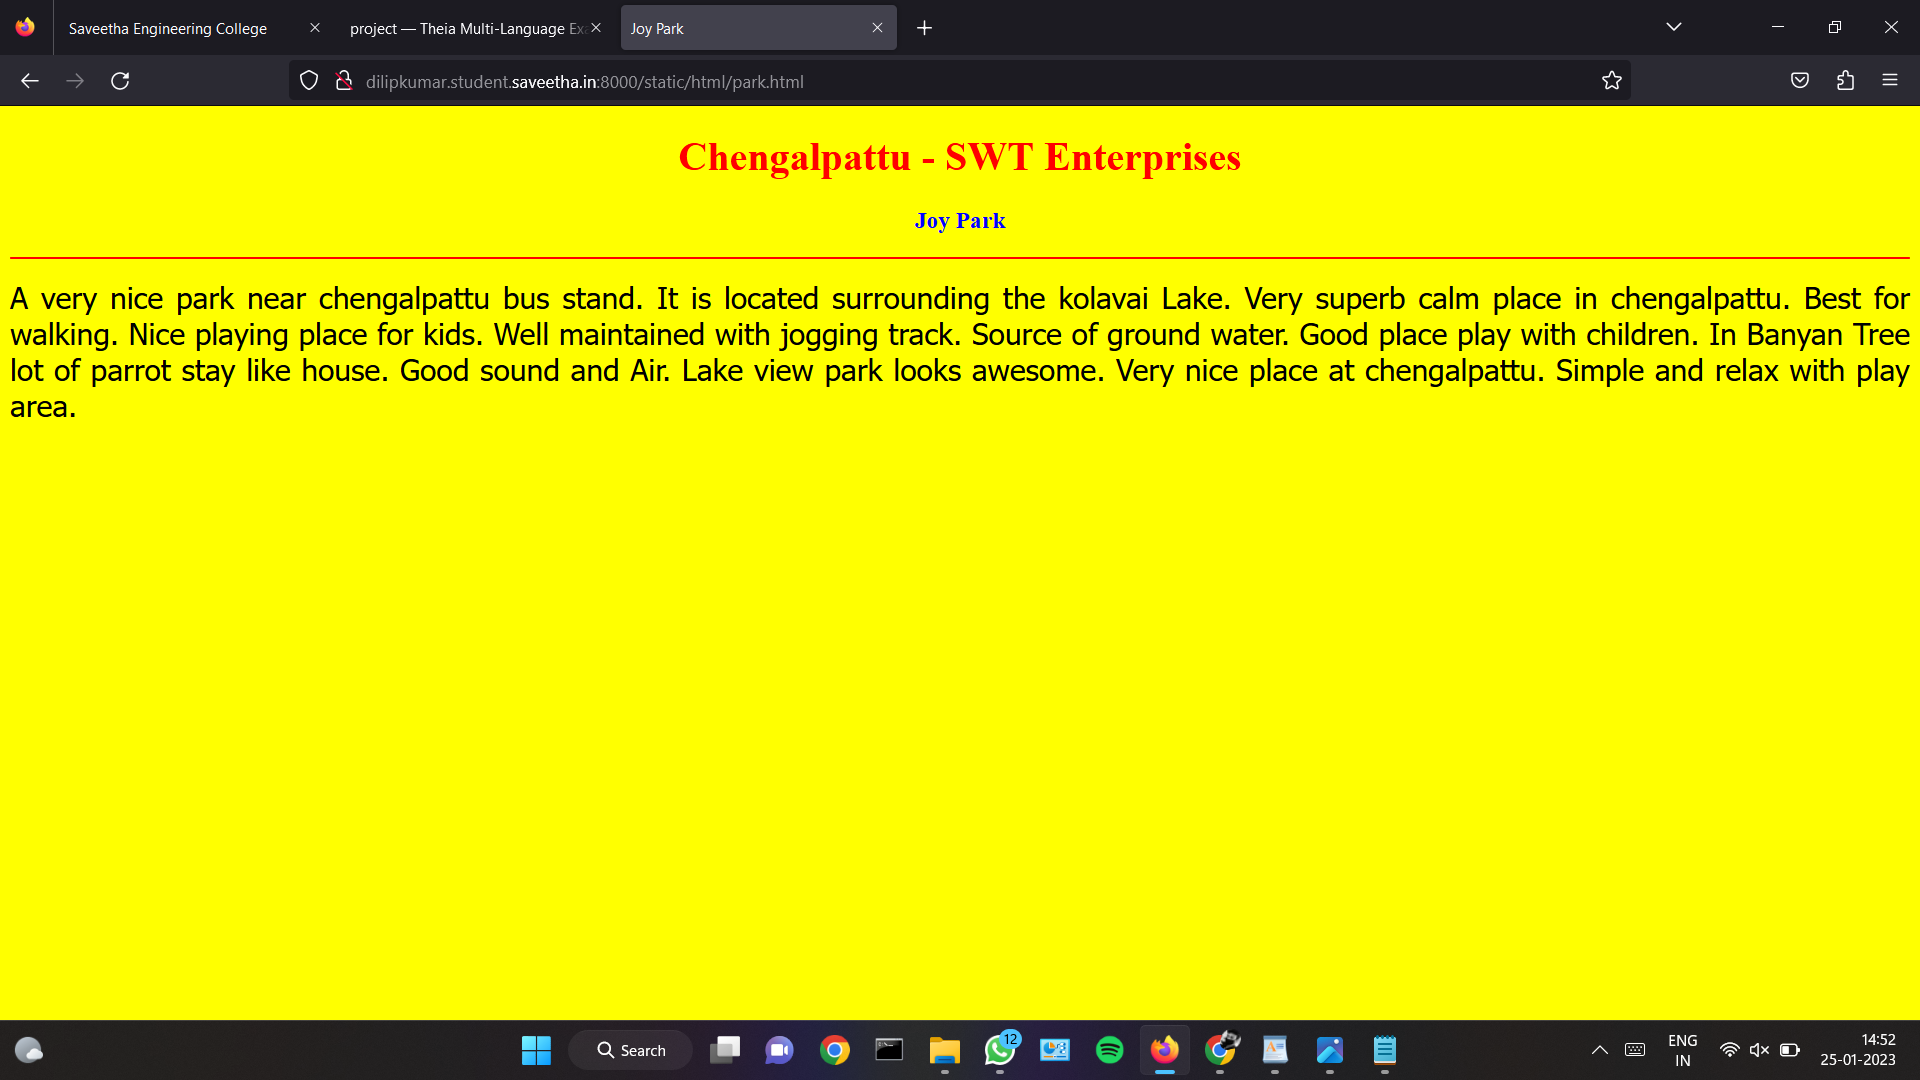 Saveetha Engineering College
project — Theia Multi-Language Exa
Joy Park
dilipkumar.student.saveetha.in:8000/static/html/park.html
Chengalpattu - SWT Enterprises
Joy Park
A very nice park near chengalpattu bus stand. It is located surrounding the kolavai Lake. Very superb calm place in chengalpattu. Best for
walking. Nice playing place for kids. Well maintained with jogging track. Source of ground water. Good place play with children. In Banyan Tree
lot of parrot stay like house. Good sound and Air. Lake view park looks awesome. Very nice place at chengalpattu. Simple and relax with play
area.
Search
12
ENG
IN
14:52
25-01-2023